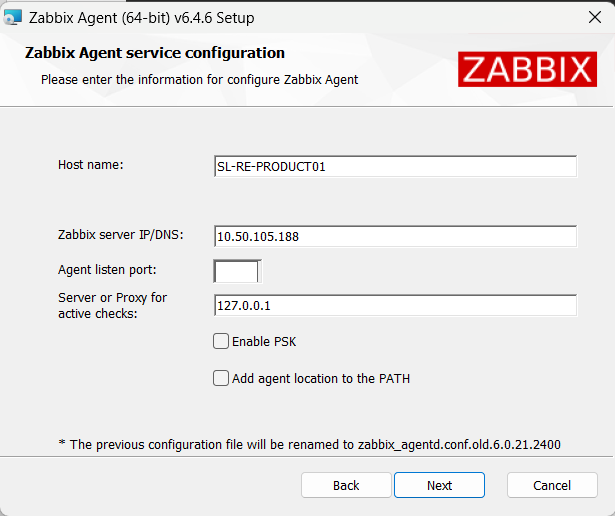 Zabbix Agent (64-bit) v6.4.6 Setup
Zabbix Agent service configuration
Please enter the information for configure Zabbix Agent
ZABBIX
Host name:
SL-RE-PRODUCT01
Zabbix server IP/DNS:
10.50.105.188
Agent listen port:
Server or Proxy for
active checks:
127.0.0.1
Enable PSK
Add agent location to the PATH
* The previous configuration file will be renamed to zabbix_agentd.conf.old.6.0.21.2400
Back
Next
Cancel